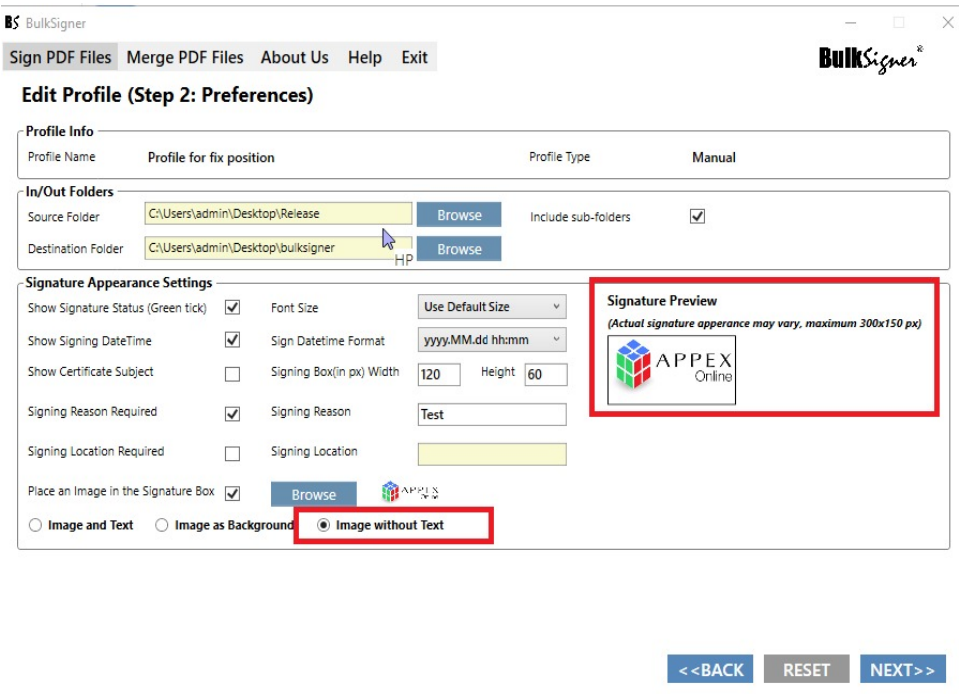 BS BulkSigner
Sign PDF Files Merge PDF Files About Us Help Exit
BulkSigner®
Edit Profile (Step 2: Preferences)
Profile Info
Profile Name Profile for fix position Profile Type Manual
In/Out Folders
Source Folder C:\Users\admin\Desktop\Release Browse Include sub-folders
Destination Folder C:\Users\admin\Desktop\bulksigner Browse
HP
Signature Appearance Settings
Show Signature Status (Green tick) Font Size Use Default Size
Show Signing DateTime Sign Datetime Format yyyy.MM.dd hh:mm
Show Certificate Subject Signing Box(in px) Width 120 Height 60
Signing Reason Required Signing Reason Test
Signing Location Required Signing Location
Place an Image in the Signature Box Browse APPEX Online
Image and Text Image as Background Image without Text
Signature Preview
(Actual signature apperance may vary, maximum 300x150 px)
APPEX
Online
<<BACK RESET NEXT>>